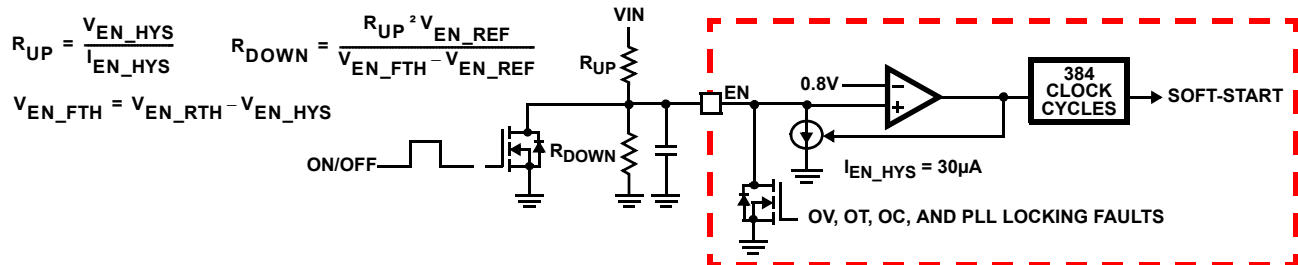 R_UP = V_EN_HYS / I_EN_HYS
R_DOWN = R_UP ² V_EN_REF / V_EN_FTH – V_EN_REF
V_EN_FTH = V_EN_RTH – V_EN_HYS
VIN
R_UP
R_DOWN
ON/OFF
EN
0.8V
–
+
384
CLOCK
CYCLES
SOFT-START
I_EN_HYS = 30µA
OV, OT, OC, AND PLL LOCKING FAULTS